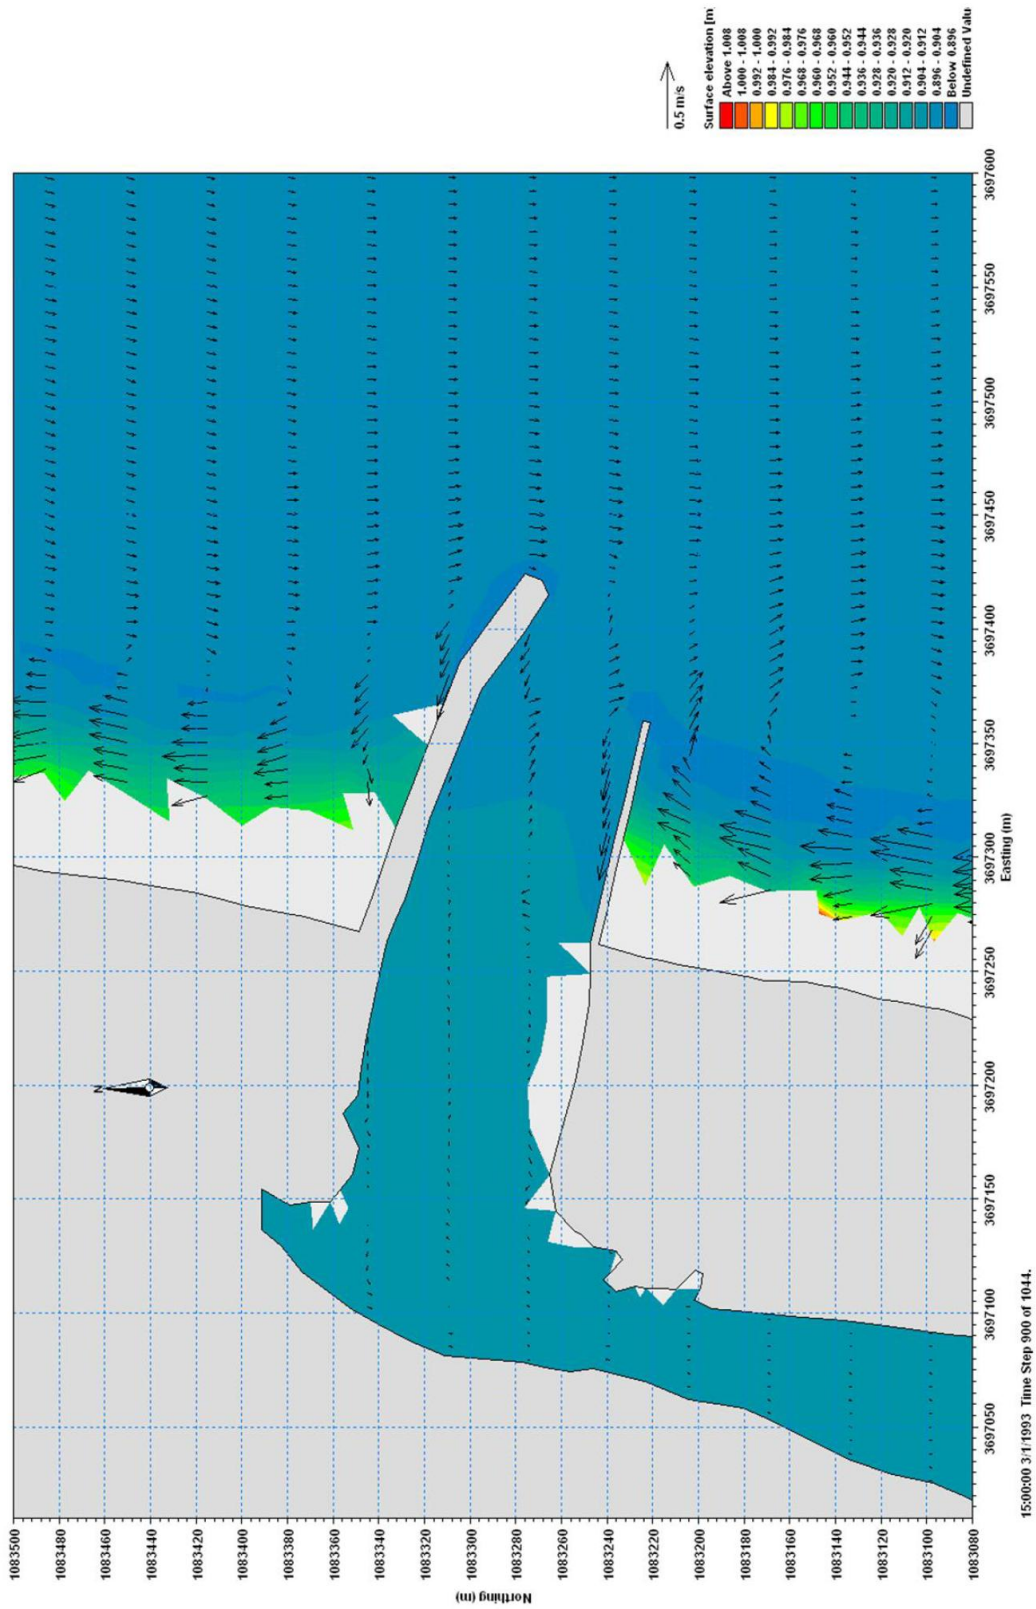 1083500
1083480
1083460
1083440
1083420
1083400
1083380
1083360
1083340
1083320
1083300
1083280
1083260
1083240
1083220
1083200
1083180
1083160
1083140
1083120
1083100
1083080
Northing (m)
N
3697050
3697100
3697150
3697200
3697250
3697300
3697350
3697400
3697450
3697500
3697550
3697600
Easting (m)
0.5 m/s
Surface elevation [m
Above 1.008
1.000 - 1.008
0.992 - 1.000
0.984 - 0.992
0.976 - 0.984
0.968 - 0.976
0.960 - 0.968
0.952 - 0.960
0.944 - 0.952
0.936 - 0.944
0.928 - 0.936
0.920 - 0.928
0.912 - 0.920
0.904 - 0.912
0.896 - 0.904
Below 0.896
Undefined Valu
15:00:00 3/1/1993 Time Step 900 of 1044.